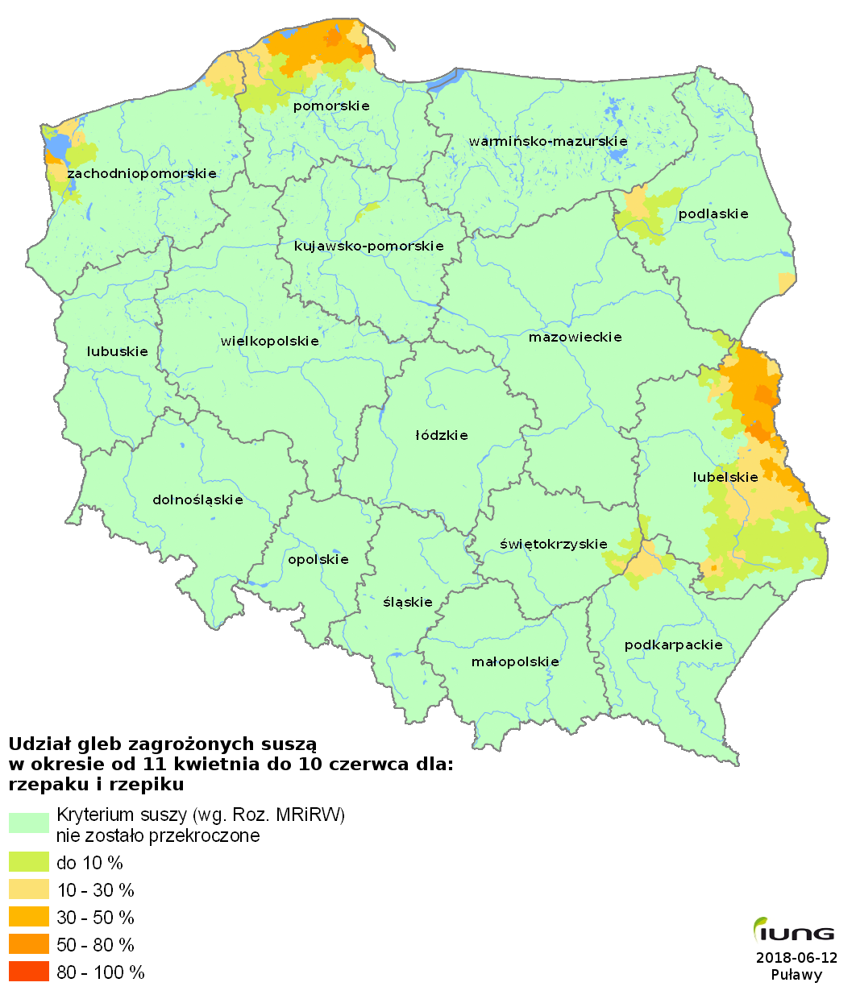 pomorskie
warmińsko-mazurskie
zachodniopomorskie
podlaskie
kujawsko-pomorskie
mazowieckie
wielkopolskie
lubuskie
łódzkie
lubelskie
dolnośląskie
świętokrzyskie
opolskie
śląskie
podkarpackie
małopolskie
Udział gleb zagrożonych suszą
w okresie od 11 kwietnia do 10 czerwca dla:
rzepaku i rzepiku
Kryterium suszy (wg. Roz. MRiRW)
nie zostało przekroczone
do 10 %
10 - 30 %
30 - 50 %
50 - 80 %
80 - 100 %
IUNG
2018-06-12
Puławy